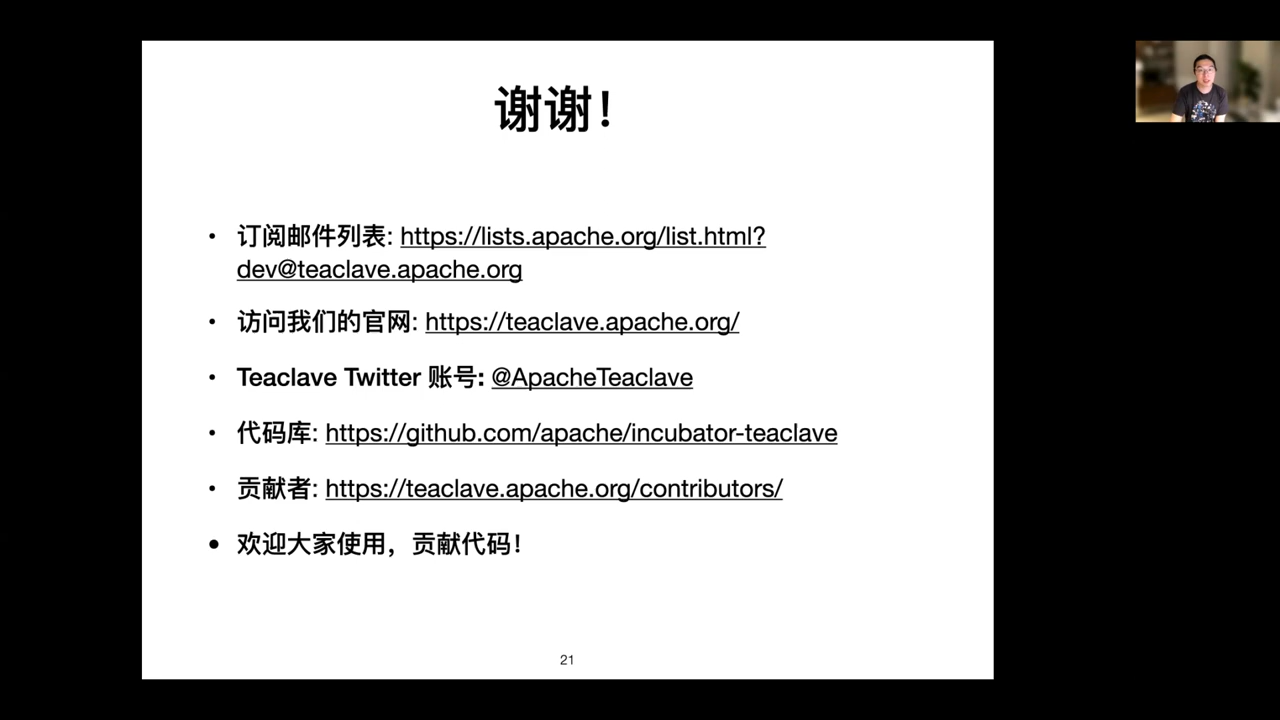 谢谢！
• 订阅邮件列表: https://lists.apache.org/list.html?
dev@teaclave.apache.org
• 访问我们的官网: https://teaclave.apache.org/
• Teaclave Twitter 账号: @ApacheTeaclave
• 代码库: https://github.com/apache/incubator-teaclave
• 贡献者: https://teaclave.apache.org/contributors/
• 欢迎大家使用，贡献代码！
21